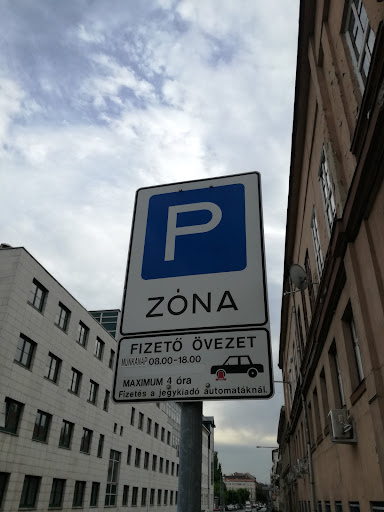 P
ZÓNA
FIZETŐ ÖVEZET
MUNKANAP 08.00-18.00
MAXIMUM 4 óra
Fizetés a jegykiadó automatáknál